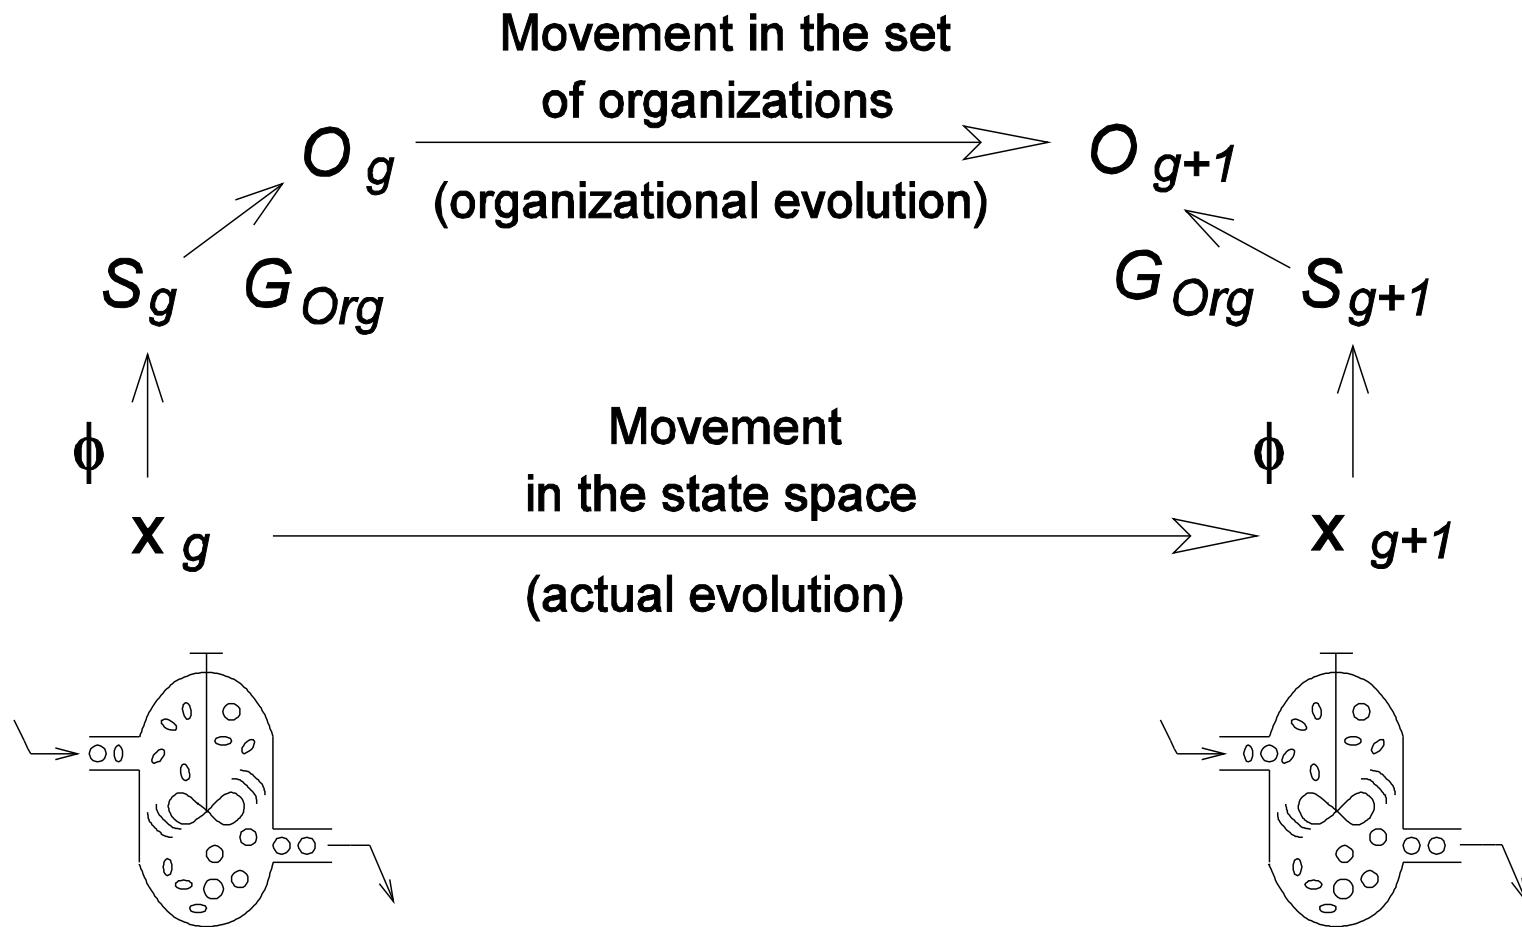 Movement in the set
of organizations
O g
O g+1
(organizational evolution)
S g
G Org
G Org
S g+1
Movement
ϕ
ϕ
in the state space
x g
x g+1
(actual evolution)